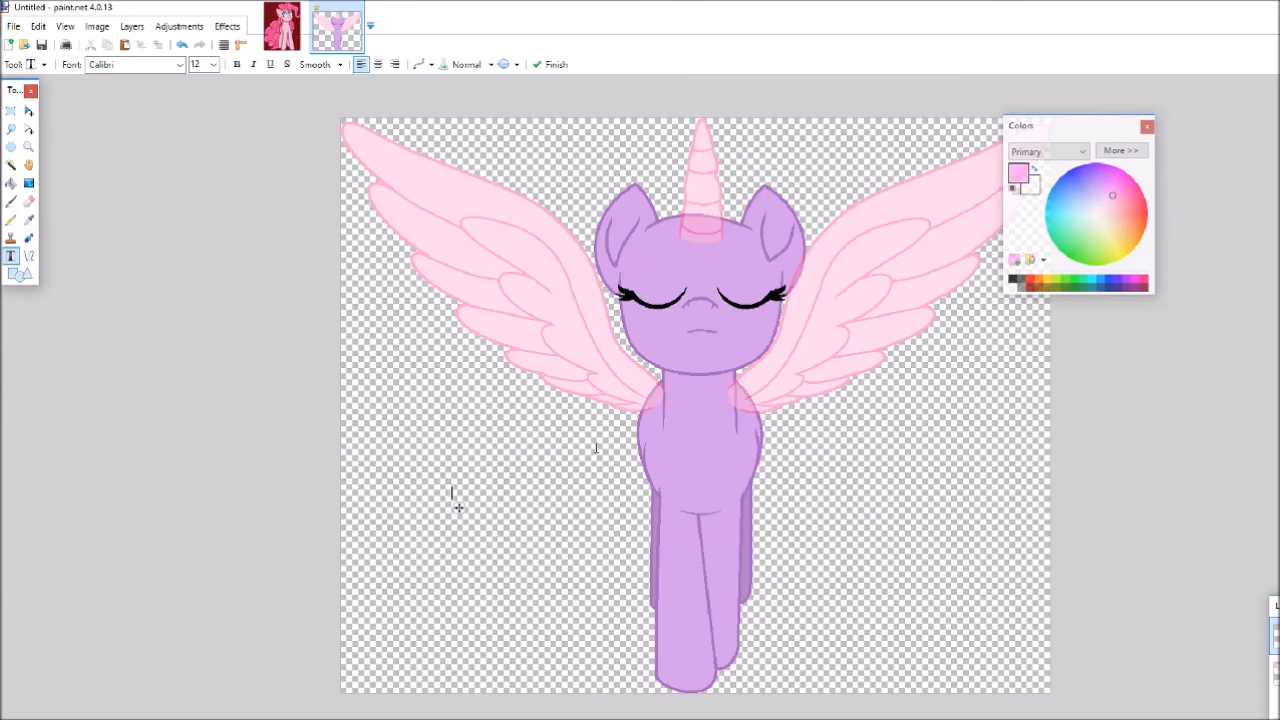 Untitled - paint.net 4.0.13
File Edit View Image Layers Adjustments Effects
Tool: T Font: Calibri 12 B I U S Smooth Normal Finish
To... x
Colors x
Primary More >>
T